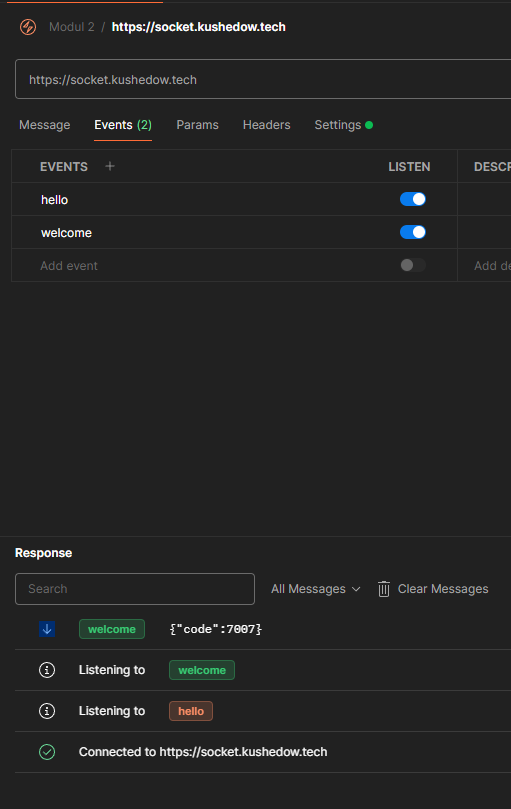 Modul 2 / https://socket.kushedow.tech
https://socket.kushedow.tech
Message Events (2) Params Headers Settings
EVENTS + LISTEN DESCR
hello
welcome
Add event Add de
Response
Search All Messages Clear Messages
welcome {"code":7007}
Listening to welcome
Listening to hello
Connected to https://socket.kushedow.tech